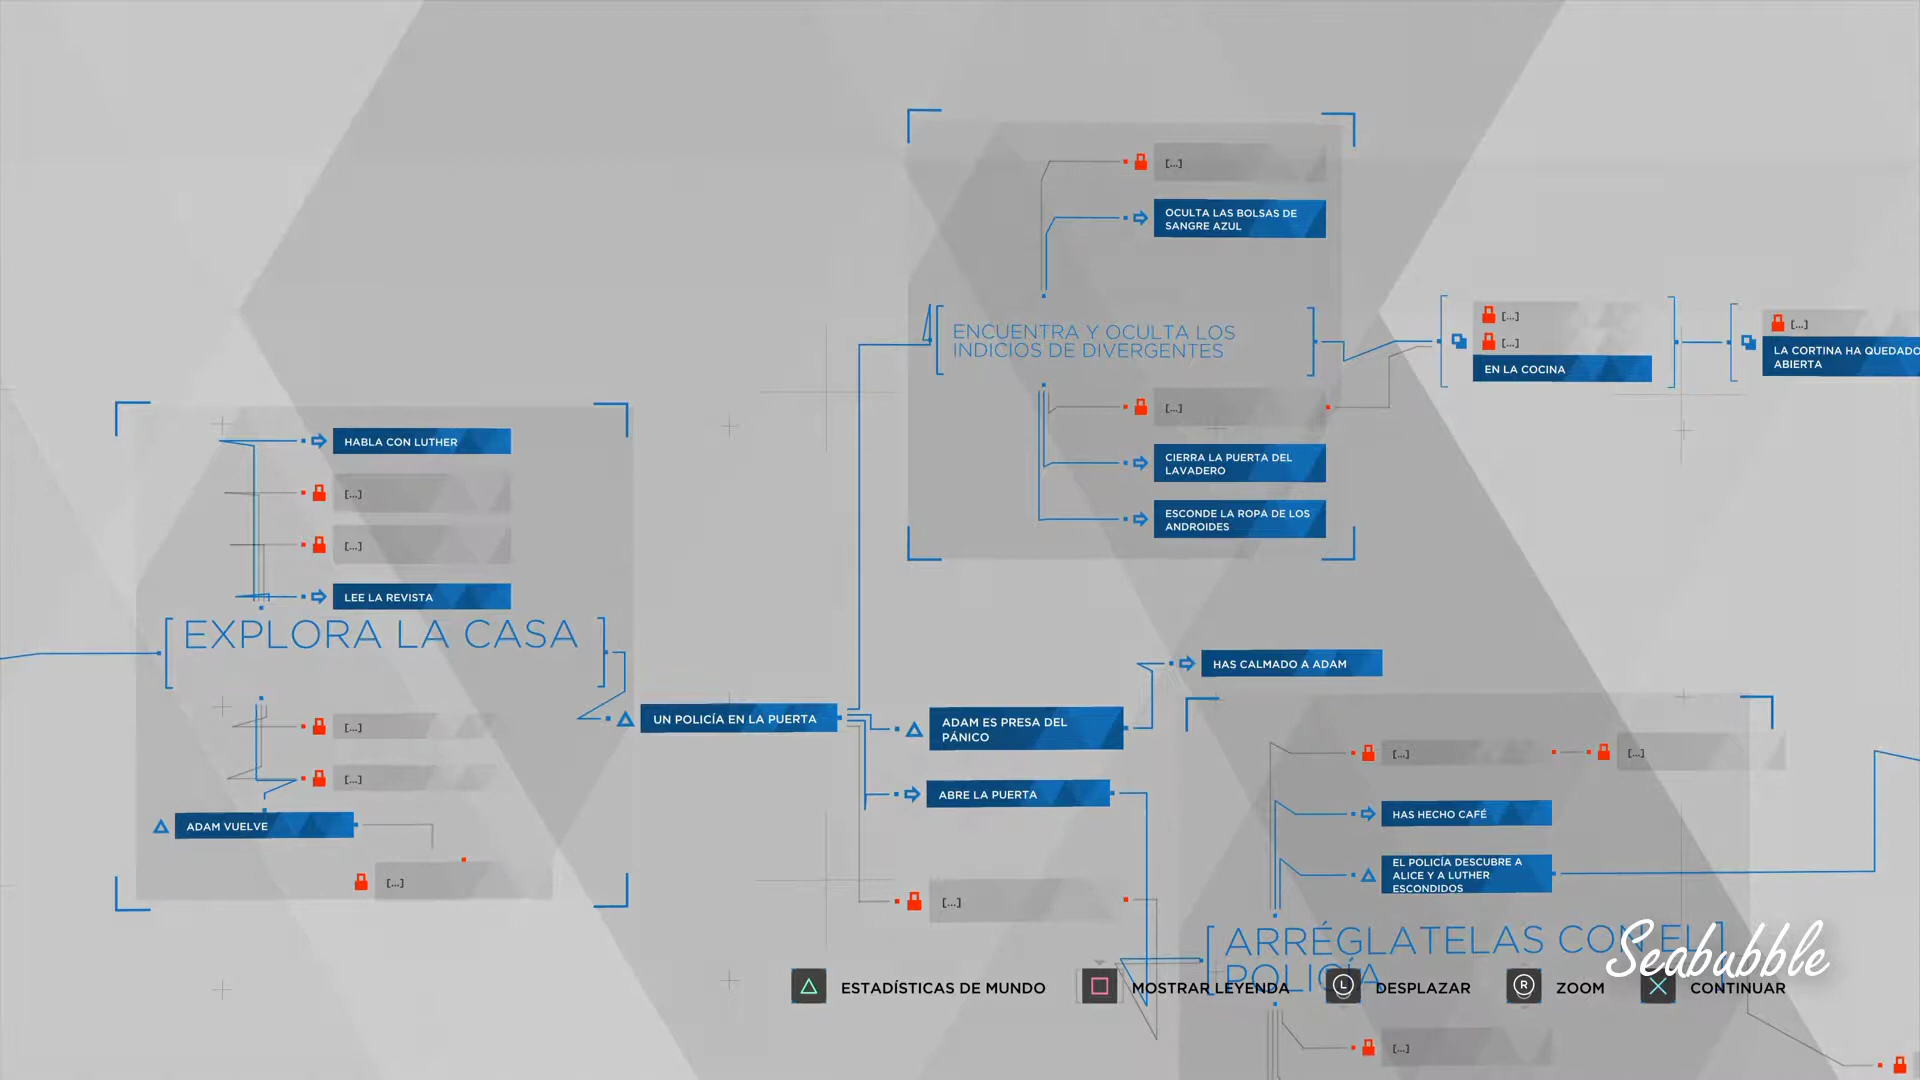 [...]
OCULTA LAS BOLSAS DE
SANGRE AZUL
ENCUENTRA Y OCULTA LOS
INDICIOS DE DIVERGENTES
[...]
CIERRA LA PUERTA DEL
LAVADERO
ESCONDE LA ROPA DE LOS
ANDROIDES
[...]
[...]
EN LA COCINA
[...]
LA CORTINA HA QUEDADO
ABIERTA
HABLA CON LUTHER
[...]
[...]
LEE LA REVISTA
EXPLORA LA CASA
[...]
[...]
ADAM VUELVE
[...]
UN POLICÍA EN LA PUERTA
HAS CALMADO A ADAM
ADAM ES PRESA DEL
PÁNICO
ABRE LA PUERTA
[...]
[...]
[...]
HAS HECHO CAFÉ
EL POLICÍA DESCUBRE A
ALICE Y A LUTHER
ESCONDIDOS
ARRÉGLATELAS CON EL
POLICÍA
Seabubble
ESTADÍSTICAS DE MUNDO
MOSTRAR LEYENDA
L
DESPLAZAR
R
ZOOM
CONTINUAR
[...]